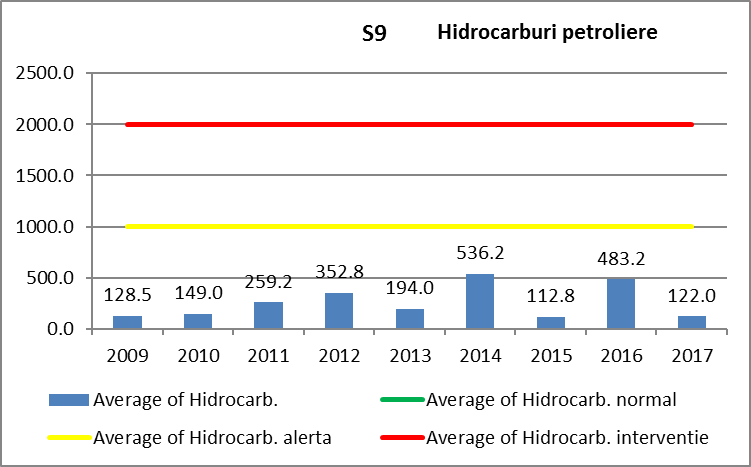 S9 Hidrocarburi petroliere
2500.0
2000.0
1500.0
1000.0
500.0
0.0
128.5 149.0 259.2 352.8 194.0 536.2 112.8 483.2 122.0
2009 2010 2011 2012 2013 2014 2015 2016 2017
Average of Hidrocarb. Average of Hidrocarb. normal
Average of Hidrocarb. alerta Average of Hidrocarb. interventie